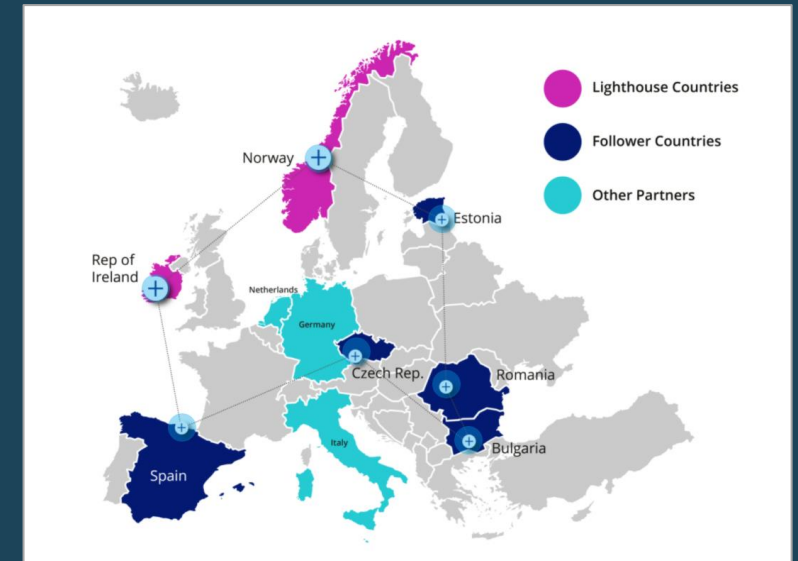 Lighthouse Countries
Follower Countries
Other Partners
Norway
Estonia
Rep of
Ireland
Netherlands
Germany
Czech Rep.
Romania
Italy
Bulgaria
Spain